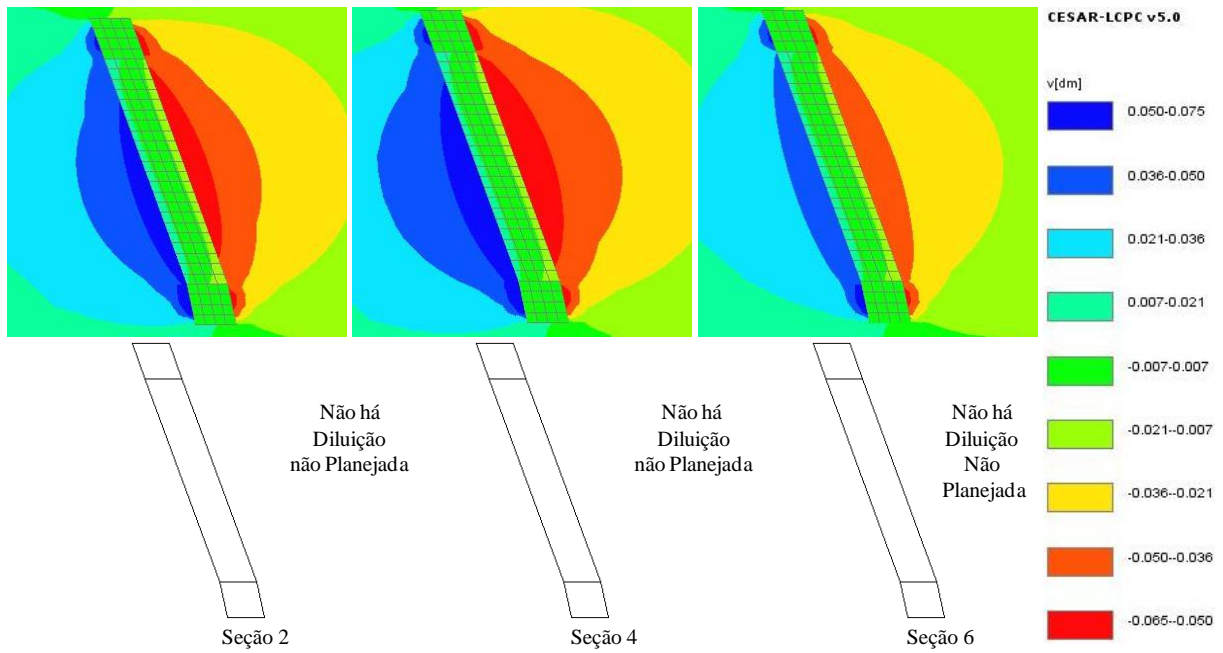 CESAR-LCPC v5.0
v[dm]
0.050-0.075
0.036-0.050
0.021-0.036
0.007-0.021
-0.007-0.007
-0.021--0.007
-0.036--0.021
-0.050--0.036
-0.065--0.050
Não há
Diluição
não Planejada
Seção 2
Não há
Diluição
não Planejada
Seção 4
Não há
Diluição
Não
Planejada
Seção 6